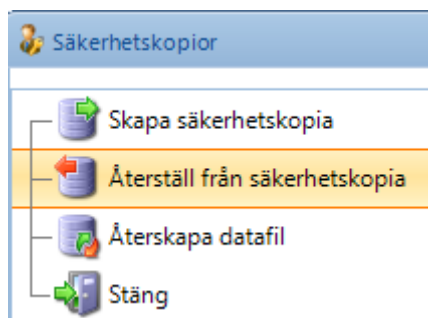 Säkerhetskopior
Skapa säkerhetskopia
Återställ från säkerhetskopia
Återskapa datafil
Stäng